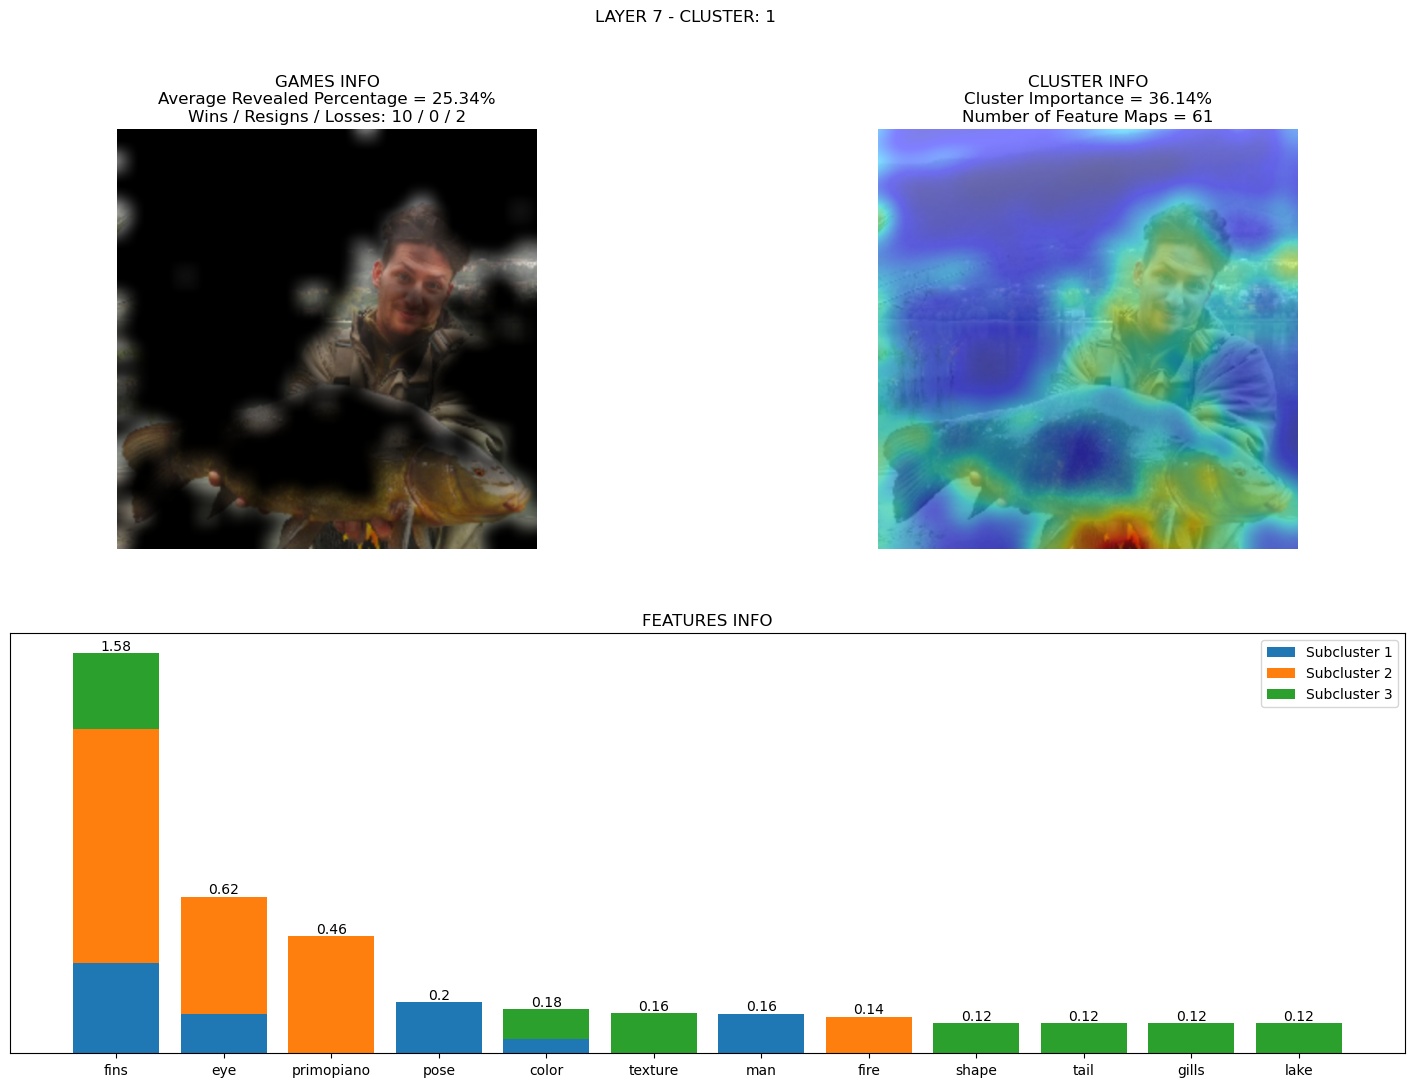 LAYER 7 - CLUSTER: 1
GAMES INFO
Average Revealed Percentage = 25.34%
Wins / Resigns / Losses: 10 / 0 / 2
CLUSTER INFO
Cluster Importance = 36.14%
Number of Feature Maps = 61
FEATURES INFO
1.58
0.62
0.46
0.2
0.18
0.16
0.16
0.14
0.12
0.12
0.12
0.12
Subcluster 1
Subcluster 2
Subcluster 3
fins
eye
primopiano
pose
color
texture
man
fire
shape
tail
gills
lake